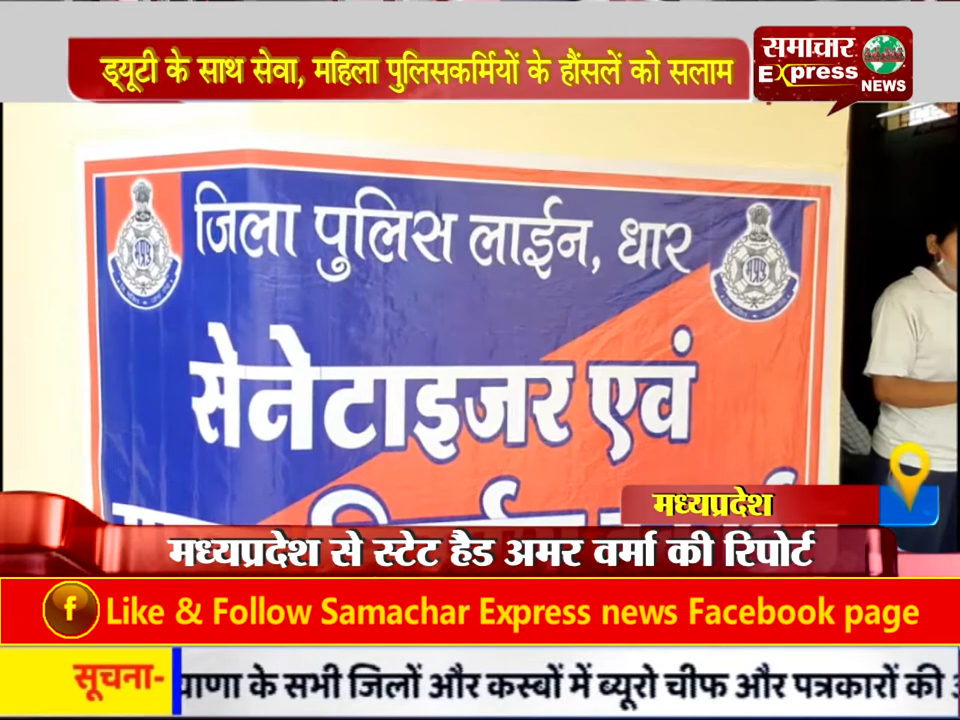 ड्यूटी के साथ सेवा, महिला पुलिसकर्मियों के हौंसलें को सलाम
समाचार
Express
NEWS
जिला पुलिस लाईन, धार
सेनेटाइजर एवं
मध्यप्रदेश
मध्यप्रदेश से स्टेट हैड अमर वर्मा की रिपोर्ट
f Like & Follow Samachar Express news Facebook page
सूचना- के सभी जिलों और कस्बों में ब्यूरो चीफ और पत्रकारों की